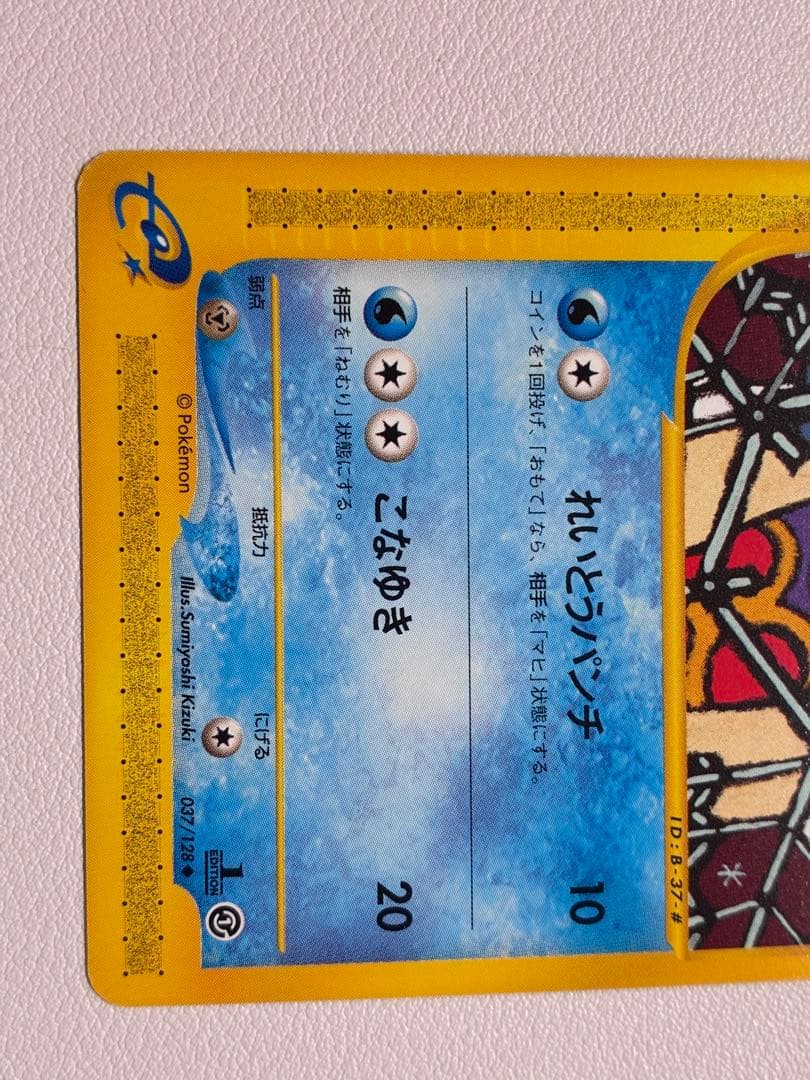 ID:B-37-#
れいとうパンチ 10
コインを1回投げ、「おもて」なら、相手を「マヒ」状態にする。
こなゆき 20
相手を「ねむり」状態にする。
弱点 抵抗力 にげる
©Pokémon Illus.Sumiyoshi Kizuki 037/128
1
EDITION
e